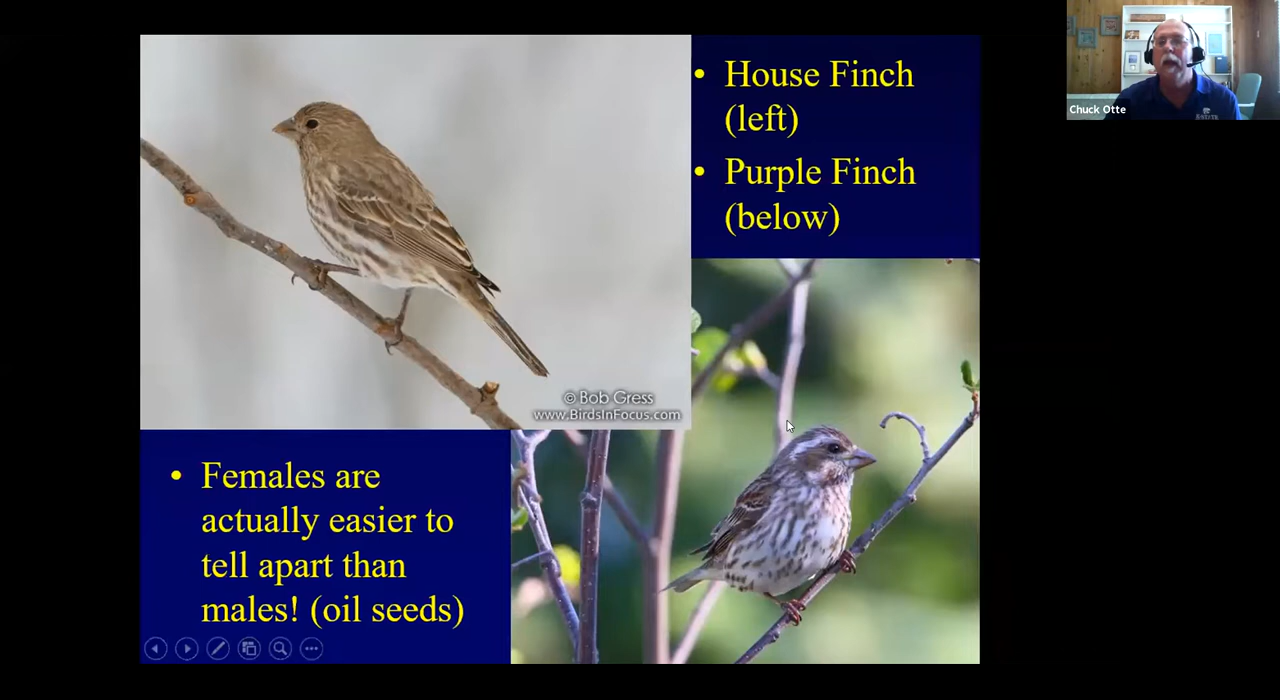 • House Finch
(left)
• Purple Finch
(below)
© Bob Gress
www.BirdsInFocus.com
• Females are
actually easier to
tell apart than
males! (oil seeds)
Chuck Otte